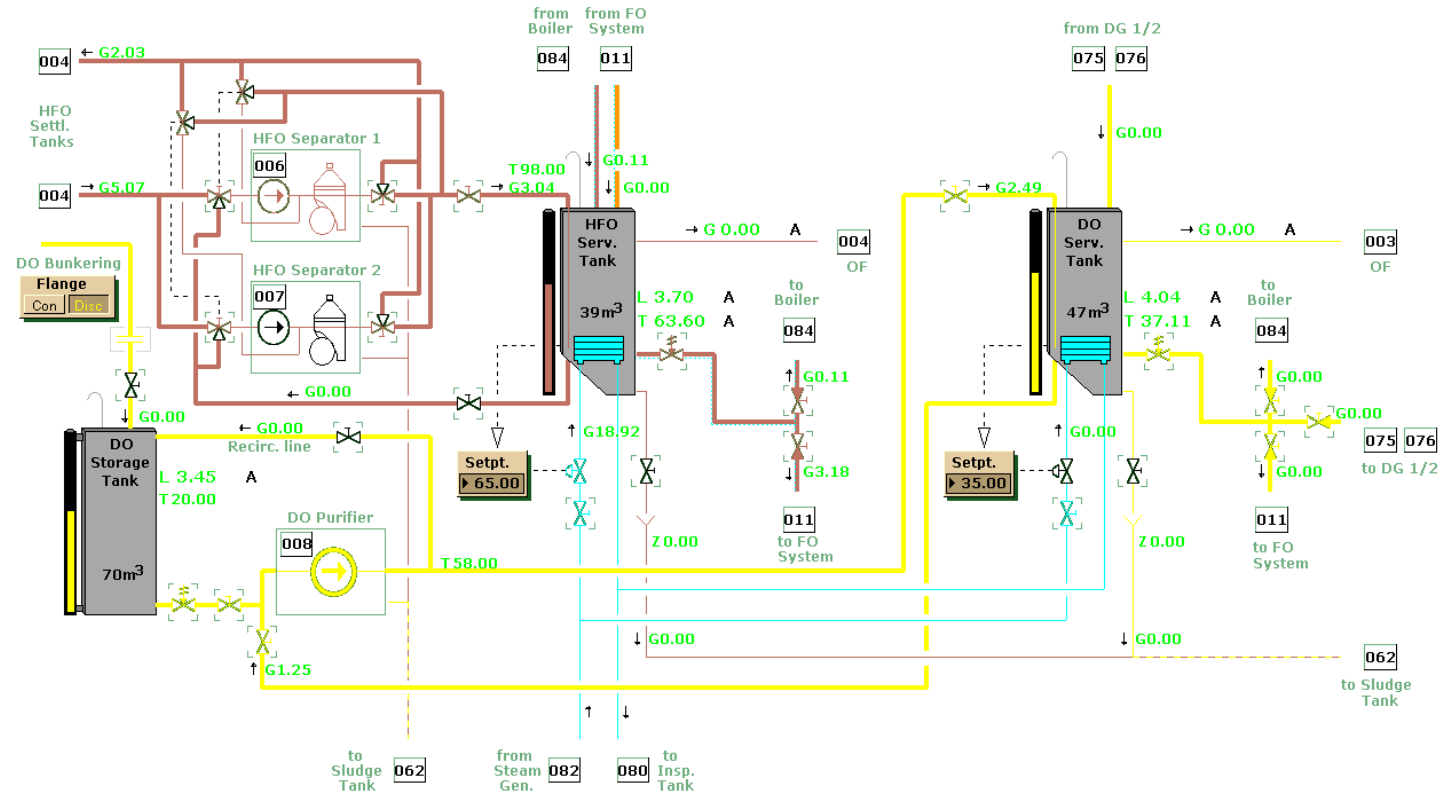 from
Boiler
from FO
System
from DG 1/2
004
G2.03
084
011
075
076
HFO
Settl.
Tanks
HFO Separator 1
006
G0.00
T98.00
G0.11
004
G5.07
G3.04
G0.00
G2.49
HFO
Serv.
Tank
39m3
G 0.00
A
004
OF
DO
Serv.
Tank
47m3
G 0.00
A
003
OF
DO Bunkering
Flange
Con
Disc
HFO Separator 2
007
L 3.70
A
T 63.60
A
to
Boiler
084
L 4.04
A
T 37.11
A
to
Boiler
084
G0.00
G0.11
G0.00
G0.00
G0.00
Recirc. line
G18.92
G0.00
G0.00
DO
Storage
Tank
70m3
L 3.45
A
T20.00
Setpt.
65.00
G3.18
Setpt.
35.00
G0.00
075
076
to DG 1/2
DO Purifier
008
011
to FO
System
011
to FO
System
T58.00
Z0.00
Z0.00
G1.25
G0.00
G0.00
062
to Sludge
Tank
to
Sludge
Tank
062
from
Steam
Gen.
082
080
to
Insp.
Tank